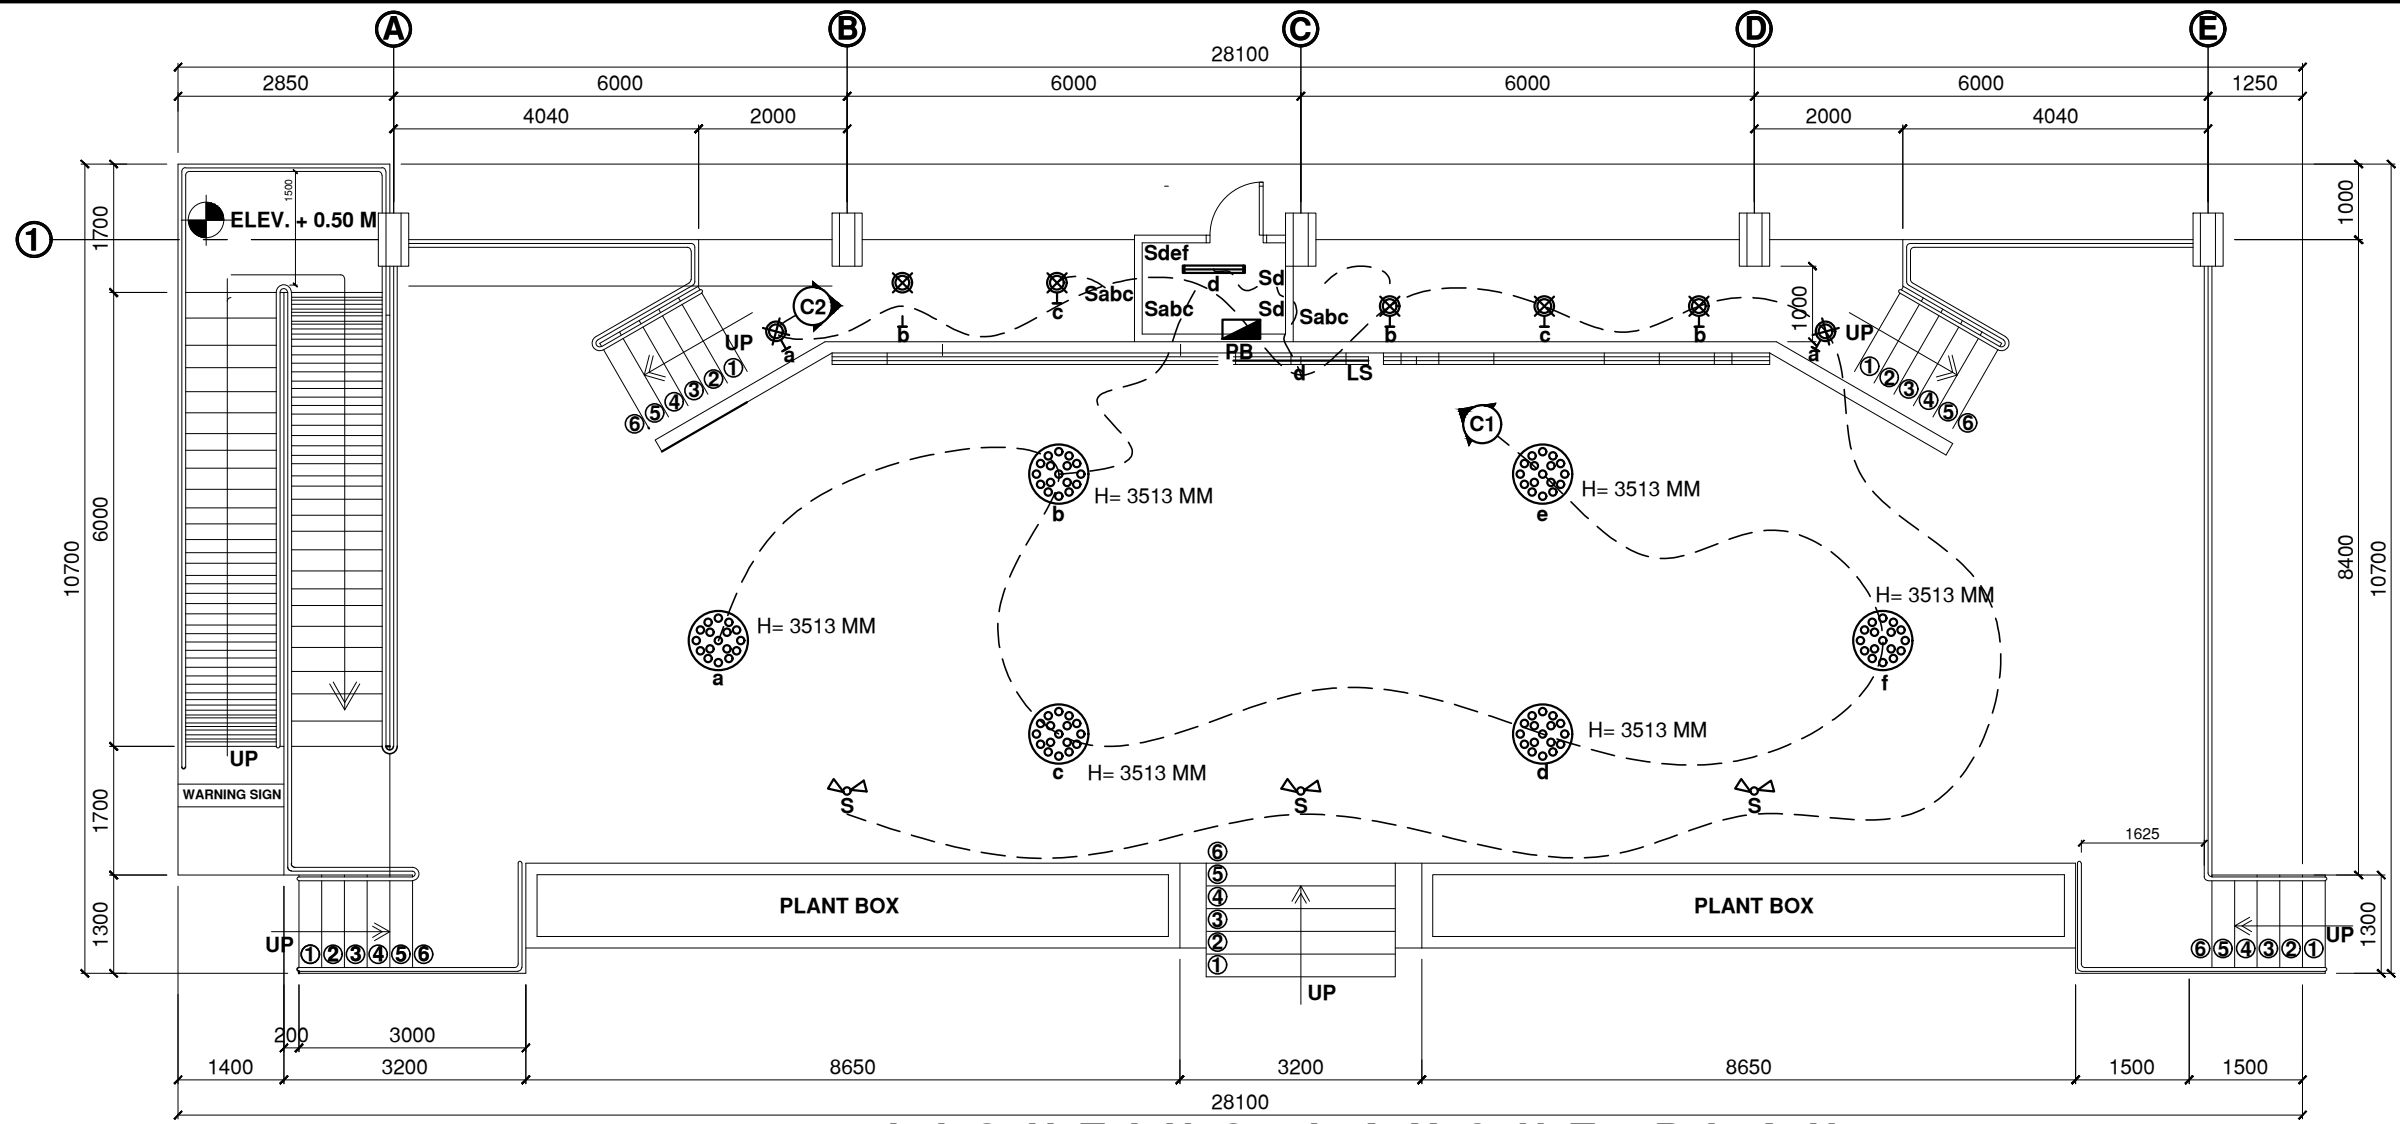 A B C D E
28100
2850 6000 6000 6000 6000 1250
4040 2000 2000 4040
1
ELEV. + 0.50 M
1500
1700
6000
10700
1700
1300
1000
8400
10700
1300
1000
Sdef
d
Sd
Sabc
Sabc
Sd
Sabc
PB
d
LS
C2
UP
a
b
c
b
c
b
a
UP
1
2
3
4
5
6
1
2
3
4
5
6
C1
b
H= 3513 MM
e
H= 3513 MM
a
H= 3513 MM
H= 3513 MM
f
c
H= 3513 MM
d
H= 3513 MM
S
S
S
UP
WARNING SIGN
1625
UP
1 2 3 4 5 6
PLANT BOX
6
5
4
3
2
1
UP
PLANT BOX
6 5 4 3 2 1
UP
200 3000
1400 3200 8650 3200 8650 1500 1500
28100